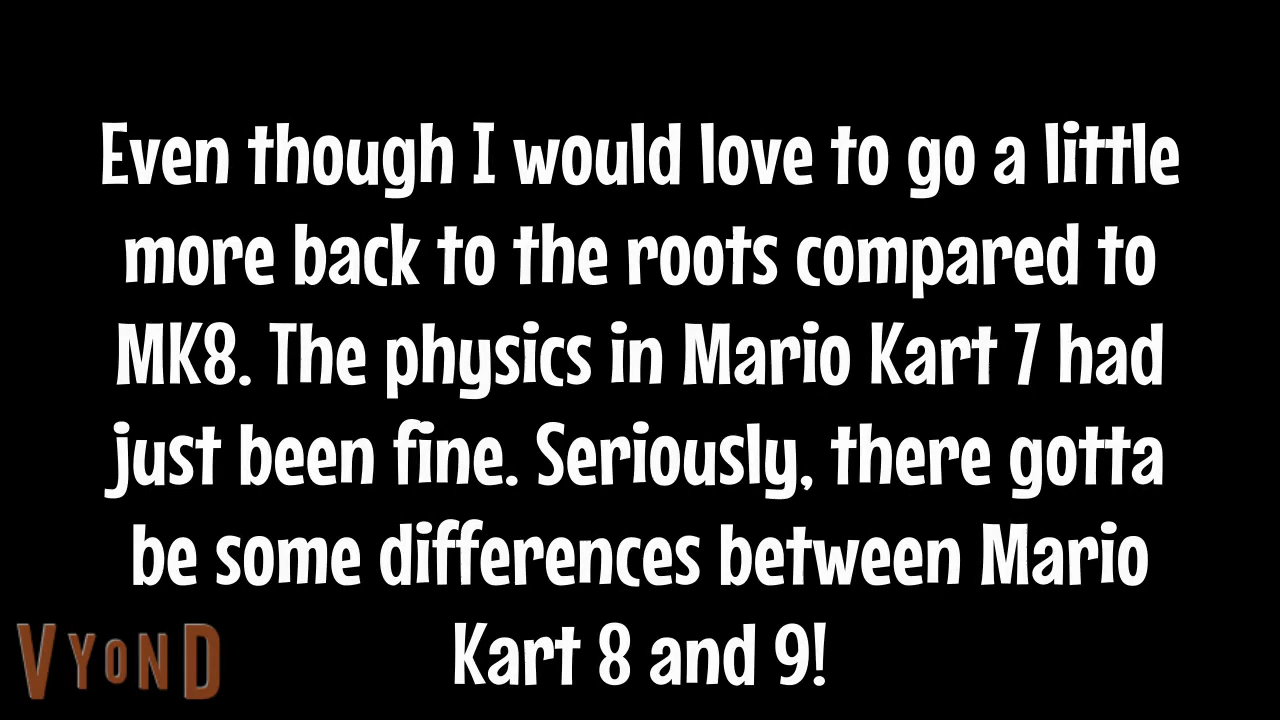 Even though I would love to go a little
more back to the roots compared to
MK8. The physics in Mario Kart 7 had
just been fine. Seriously, there gotta
be some differences between Mario
Kart 8 and 9!
VYOND